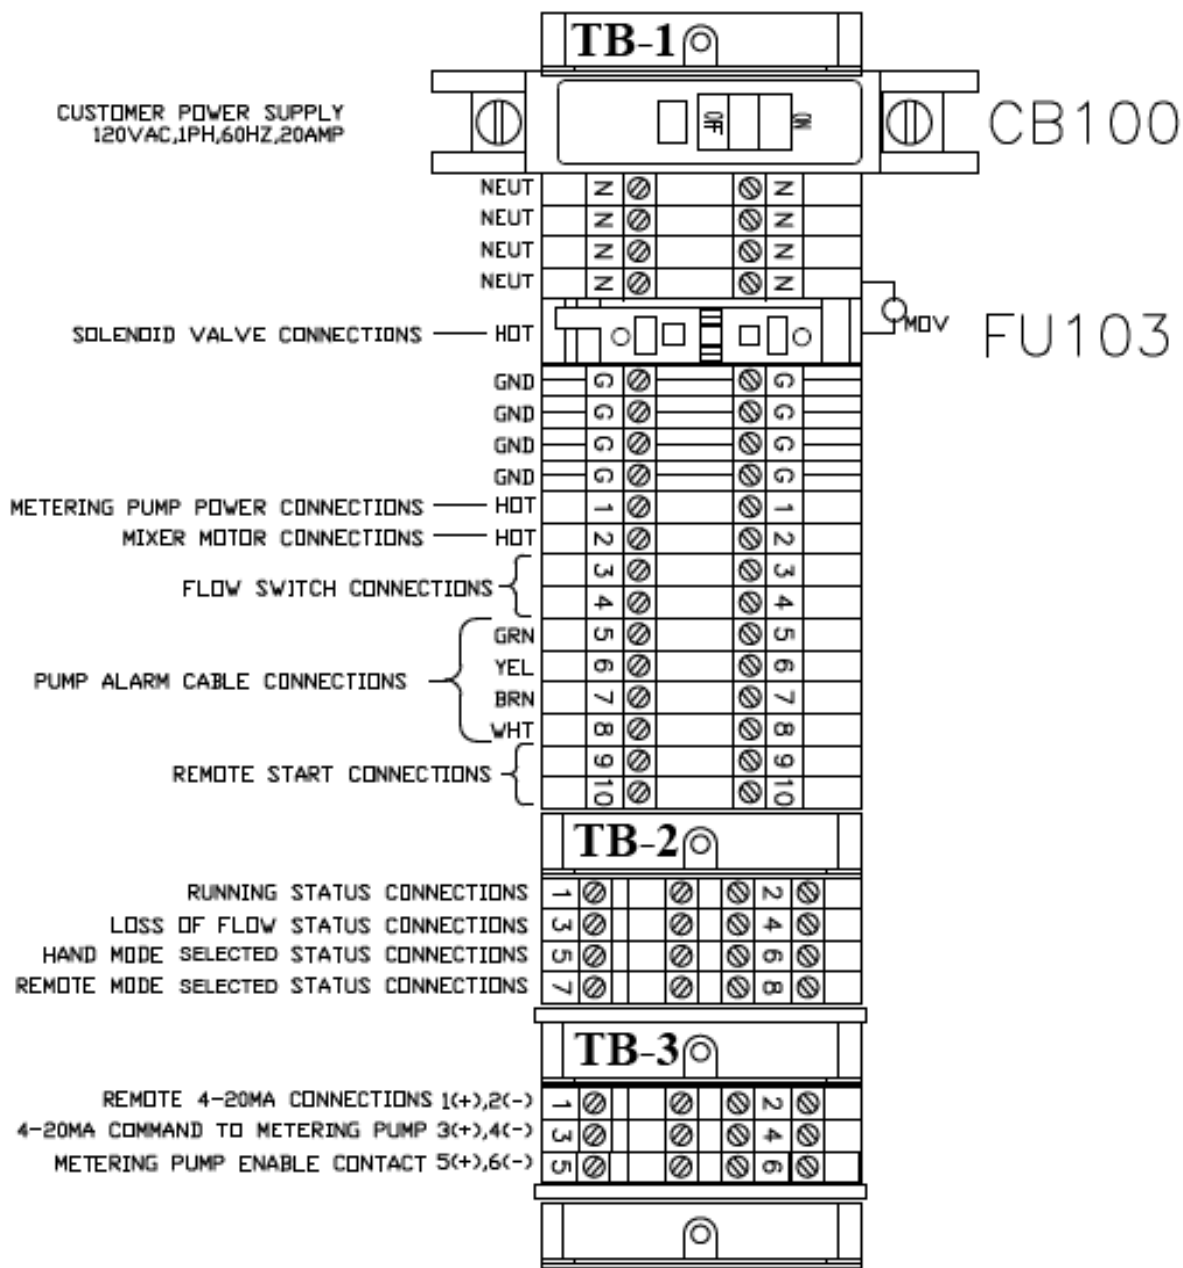 TB-1
CUSTOMER POWER SUPPLY
120VAC,1PH,60HZ,20AMP
OFF ON
CB100
NEUT N N
NEUT N N
NEUT N N
NEUT N N
MOV
SOLENOID VALVE CONNECTIONS HOT
FU103
GND G G
GND G G
GND G G
GND G G
METERING PUMP POWER CONNECTIONS HOT 1 1
MIXER MOTOR CONNECTIONS HOT 2 2
FLOW SWITCH CONNECTIONS
3 3
4 4
PUMP ALARM CABLE CONNECTIONS
GRN 5 5
YEL 6 6
BRN 7 7
WHT 8 8
REMOTE START CONNECTIONS
9 9
10 10
TB-2
RUNNING STATUS CONNECTIONS 1 2
LOSS OF FLOW STATUS CONNECTIONS 3 4
HAND MODE SELECTED STATUS CONNECTIONS 5 6
REMOTE MODE SELECTED STATUS CONNECTIONS 7 8
TB-3
REMOTE 4-20MA CONNECTIONS 1(+),2(-) 1 2
4-20MA COMMAND TO METERING PUMP 3(+),4(-) 3 4
METERING PUMP ENABLE CONTACT 5(+),6(-) 5 6